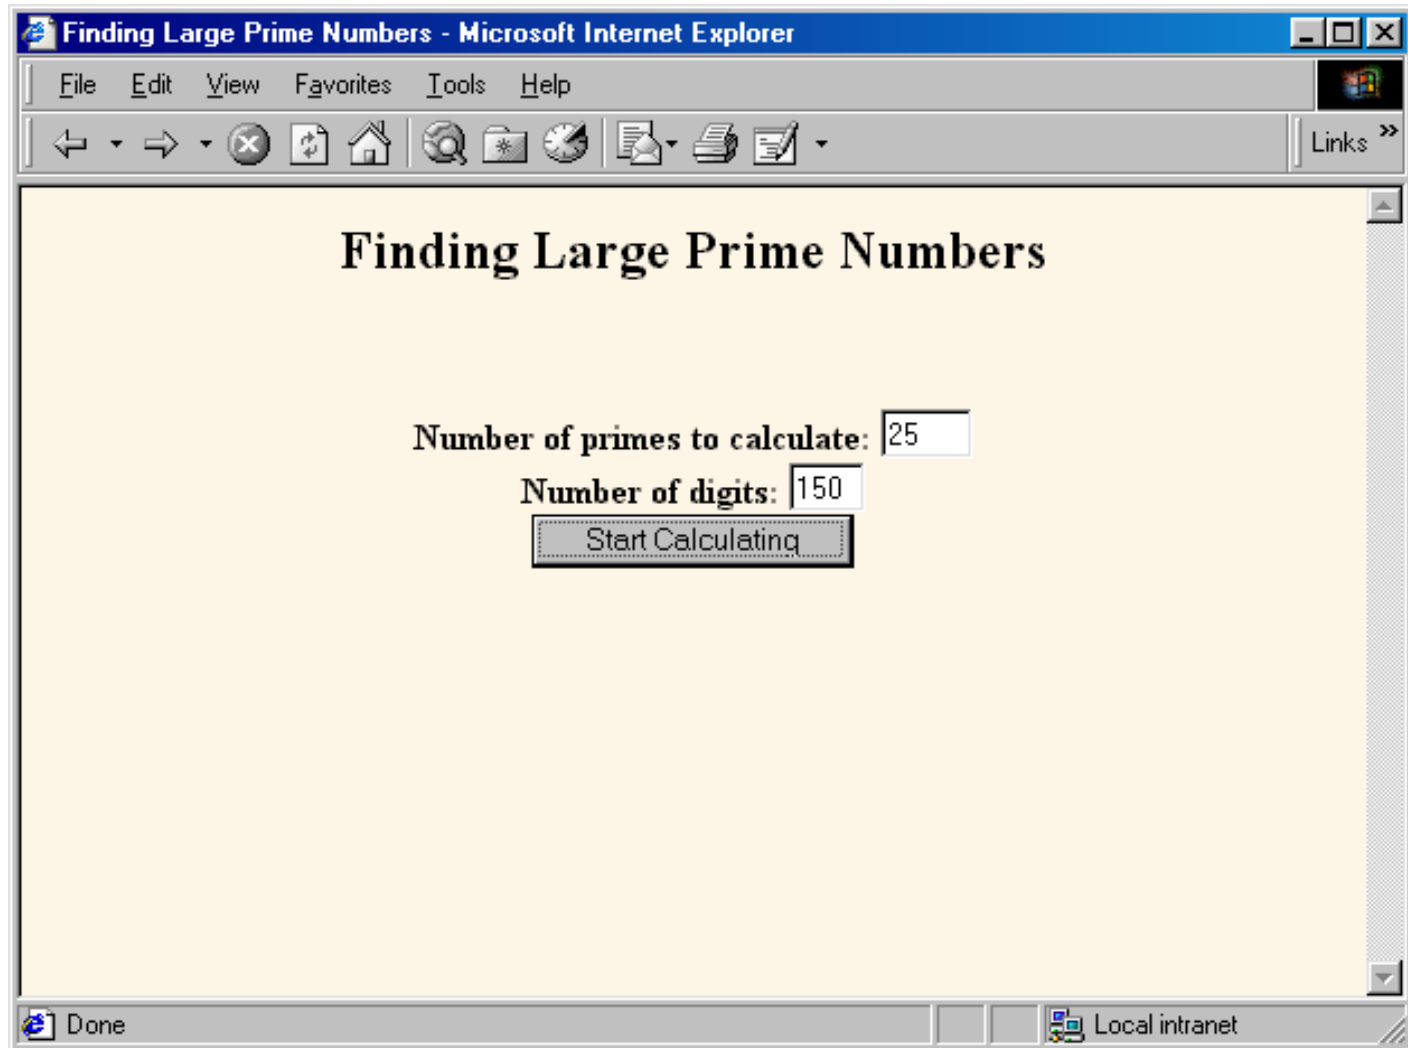 Finding Large Prime Numbers - Microsoft Internet Explorer
File Edit View Favorites Tools Help
Links »
Finding Large Prime Numbers
Number of primes to calculate: 25
Number of digits: 150
Start Calculating
Done Local intranet